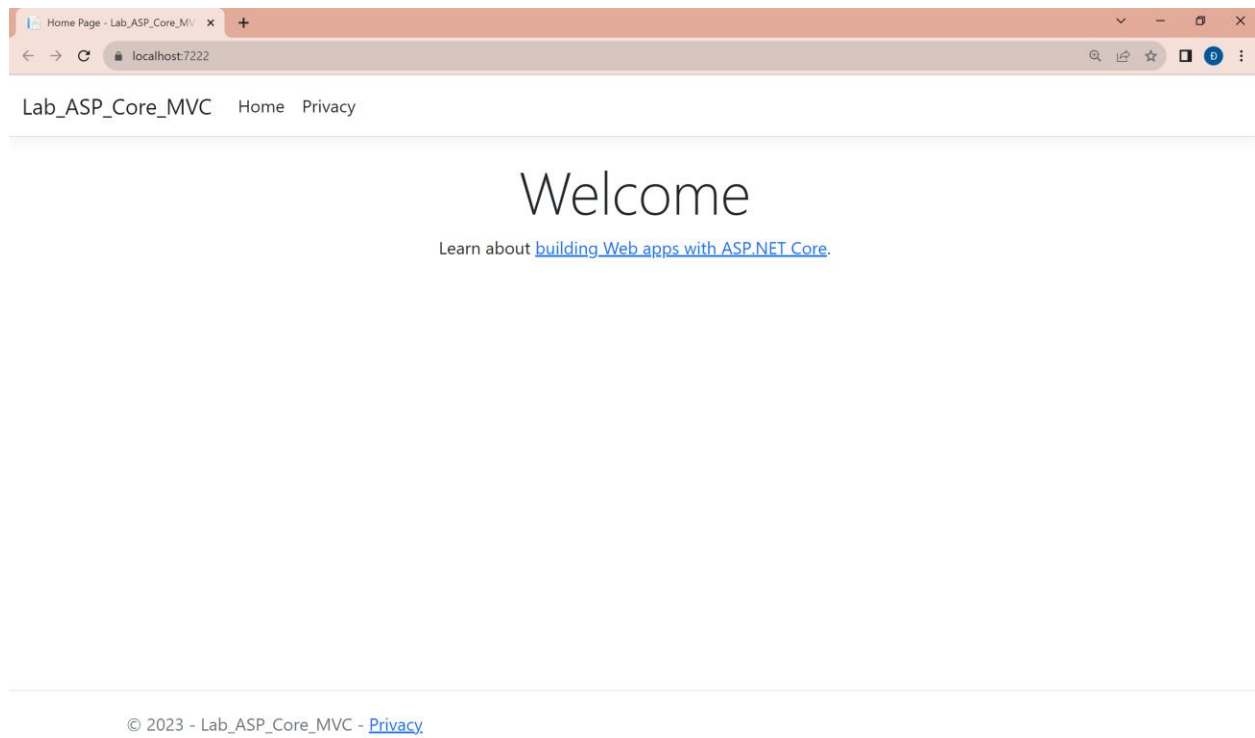 Home Page - Lab_ASP_Core_MV
localhost:7222
Đ
Lab_ASP_Core_MVC Home Privacy
Welcome
Learn about building Web apps with ASP.NET Core.
© 2023 - Lab_ASP_Core_MVC - Privacy